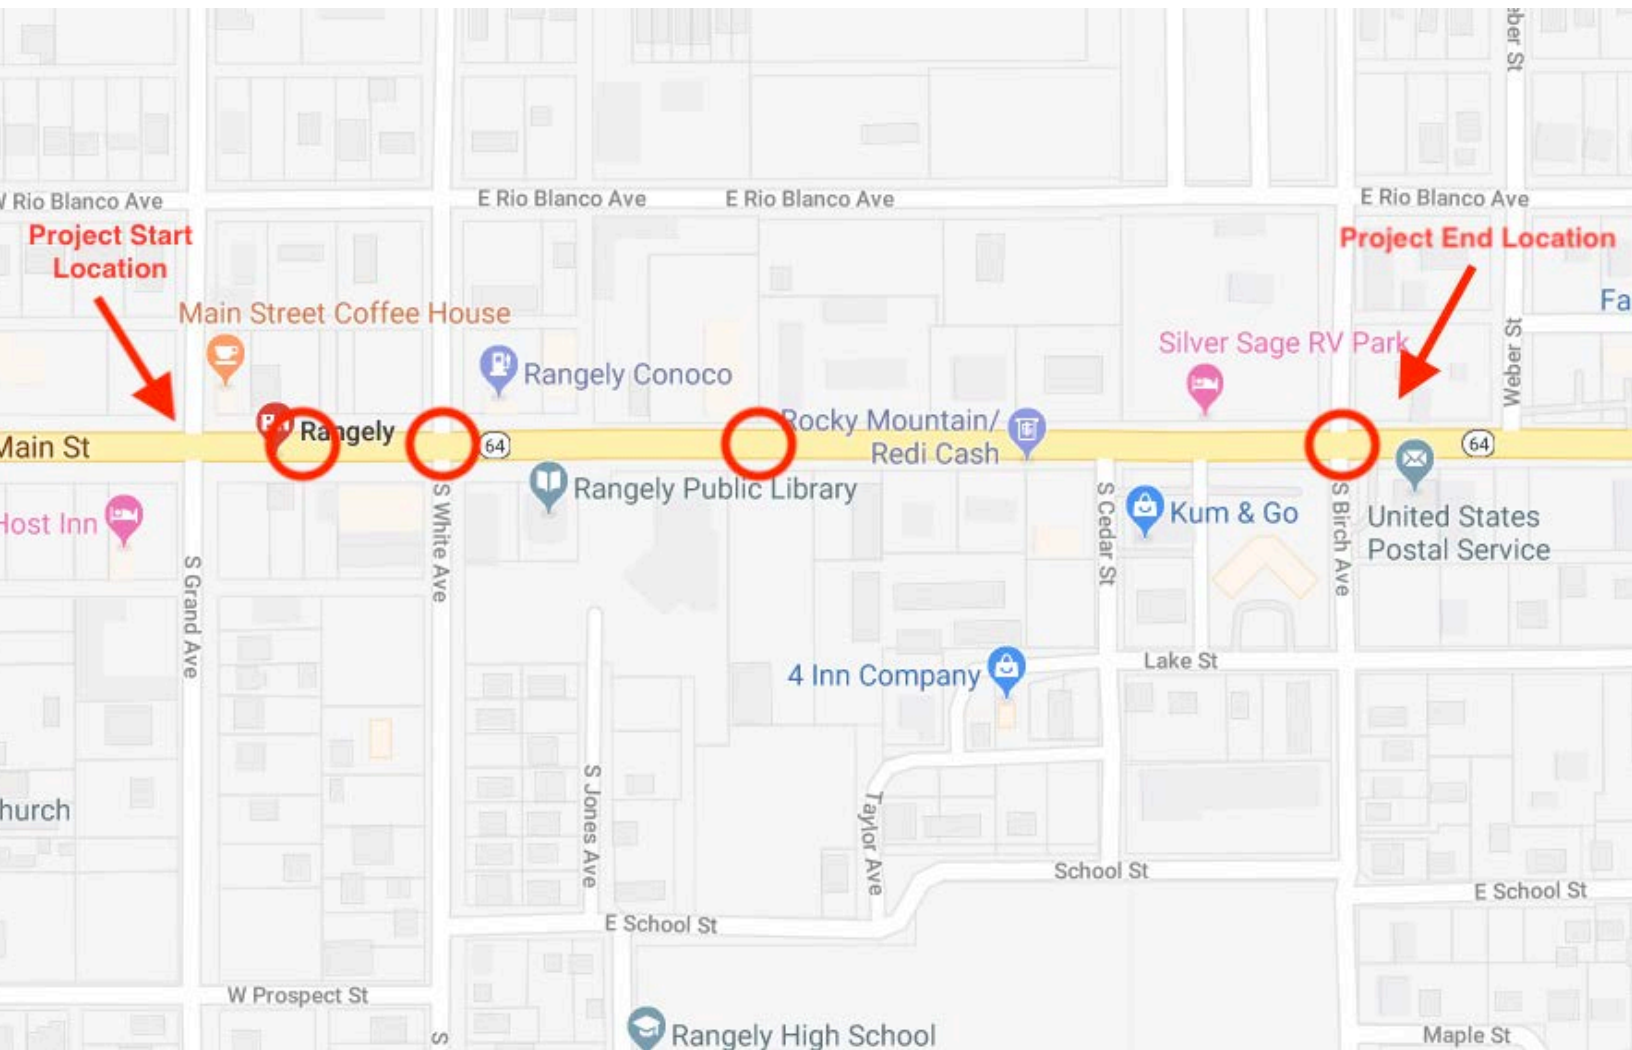 ber St
W Rio Blanco Ave
E Rio Blanco Ave
E Rio Blanco Ave
E Rio Blanco Ave
Project Start
Location
Project End Location
Main Street Coffee House
Fa
Silver Sage RV Park
Weber St
Rangely Conoco
Main St
Rangely
64
Rocky Mountain/
Redi Cash
64
Rangely Public Library
Host Inn
S White Ave
S Cedar St
Kum & Go
S Birch Ave
United States
Postal Service
S Grand Ave
Lake St
4 Inn Company
hurch
S Jones Ave
Taylor Ave
School St
E School St
E School St
W Prospect St
S
Rangely High School
Maple St